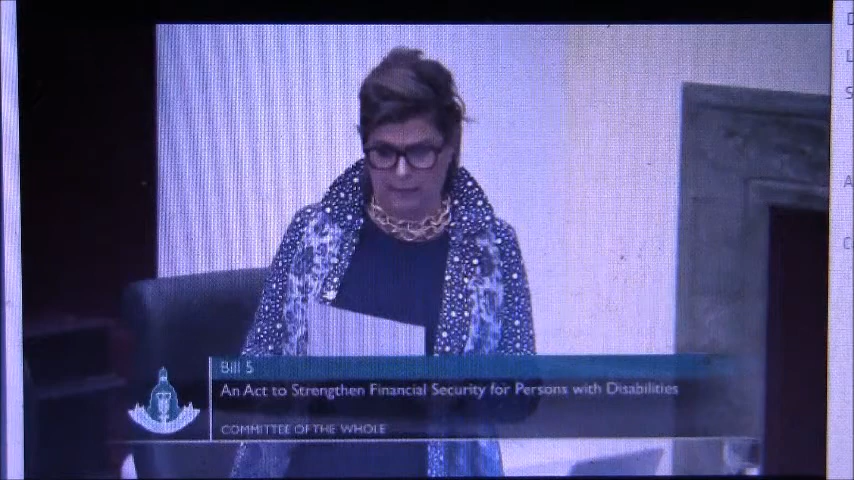 Bill 5
An Act to Strengthen Financial Security for Persons with Disabilities
COMMITTEE OF THE WHOLE